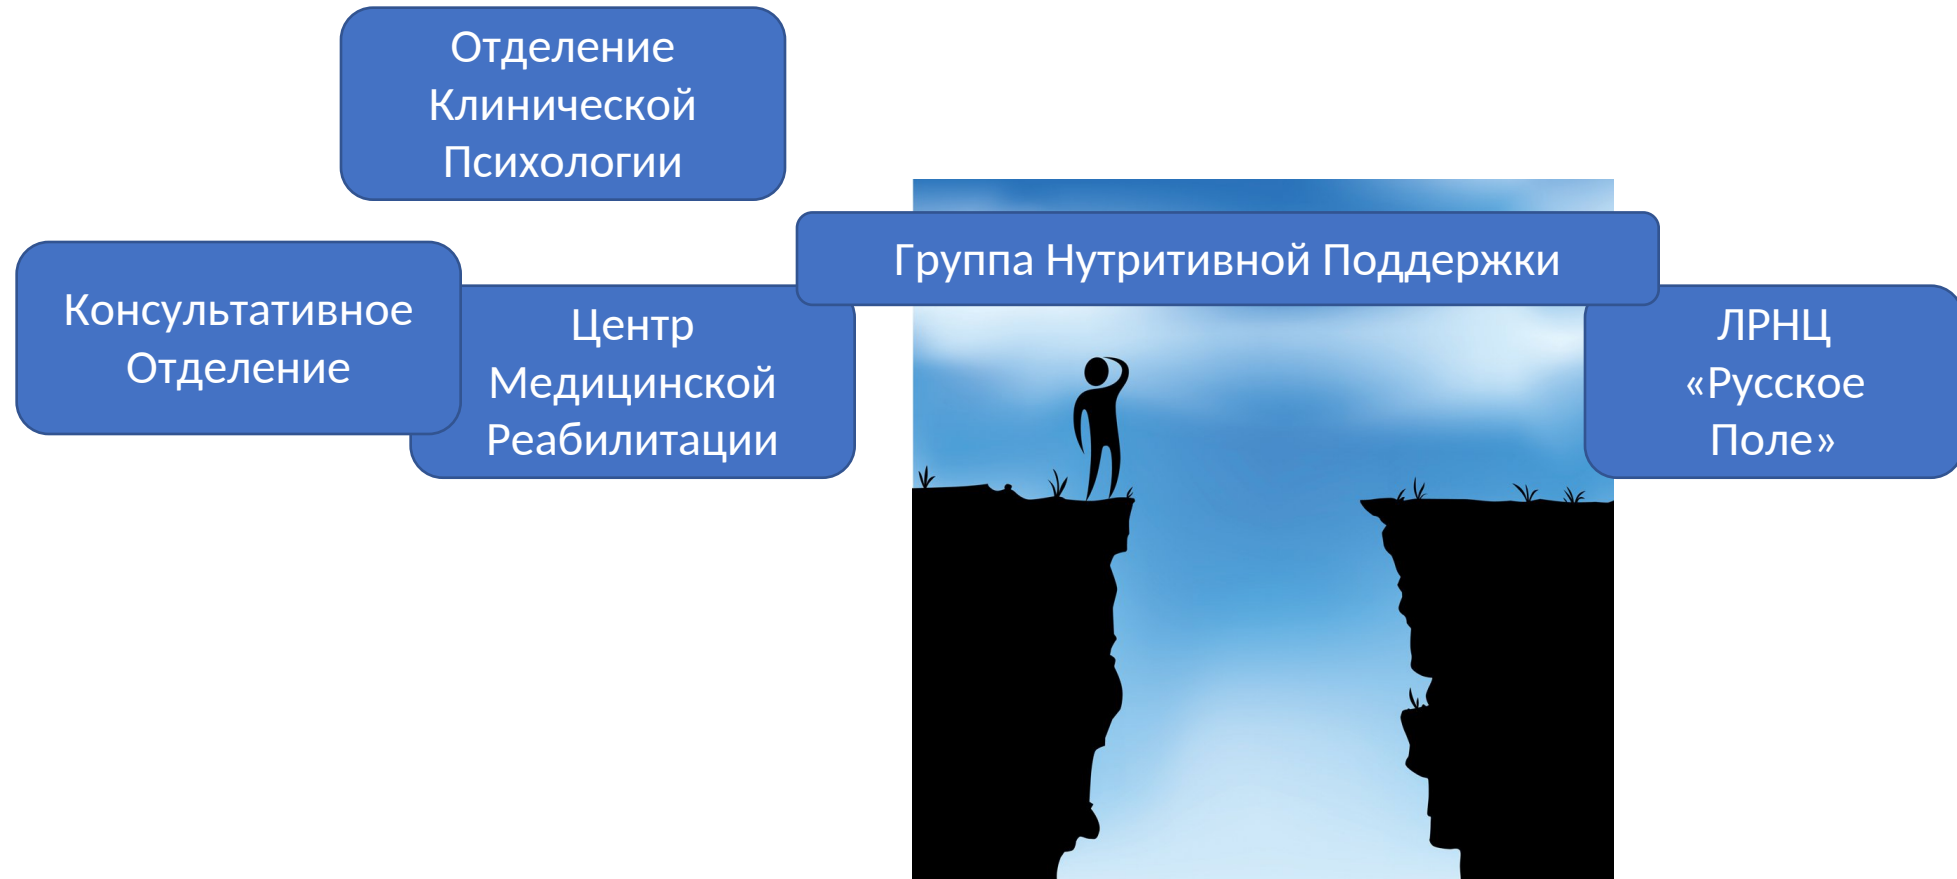 Отделение
Клинической
Психологии
Консультативное
Отделение
Центр
Медицинской
Реабилитации
Группа Нутритивной Поддержки
ЛРНЦ
«Русское
Поле»